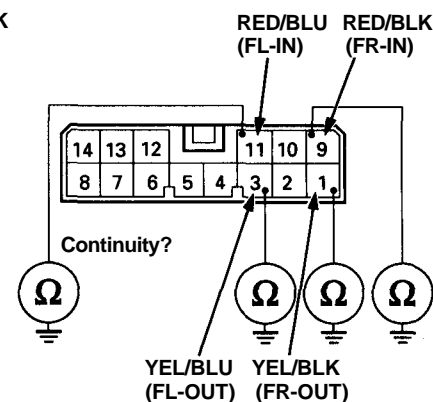 K
RED/BLU RED/BLK
(FL-IN) (FR-IN)
14 13 12 11 10 9
8 7 6 5 4 3 2 1
Continuity?
Ω Ω Ω Ω
YEL/BLU YEL/BLK
(FL-OUT) (FR-OUT)